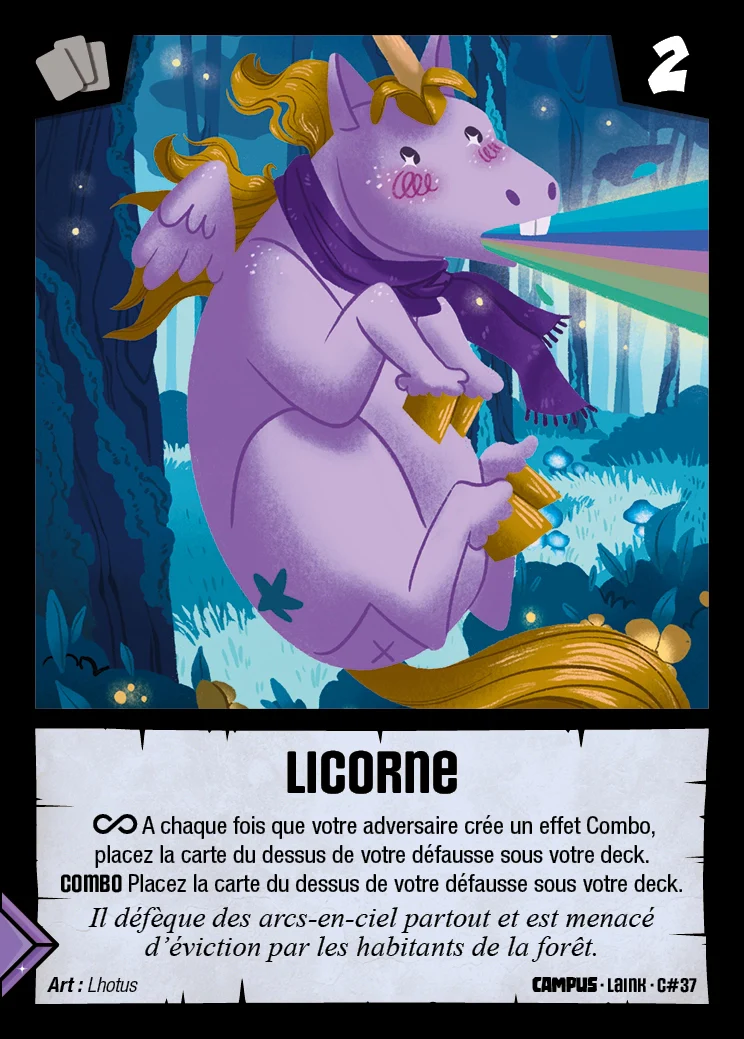 2
LICORNE
∞ A chaque fois que votre adversaire crée un effet Combo,
placez la carte du dessus de votre défausse sous votre deck.
COMBO Placez la carte du dessus de votre défausse sous votre deck.
Il défèque des arcs-en-ciel partout et est menacé
d’éviction par les habitants de la forêt.
Art : Lhotus
CAMPUS · LAINK · C#37